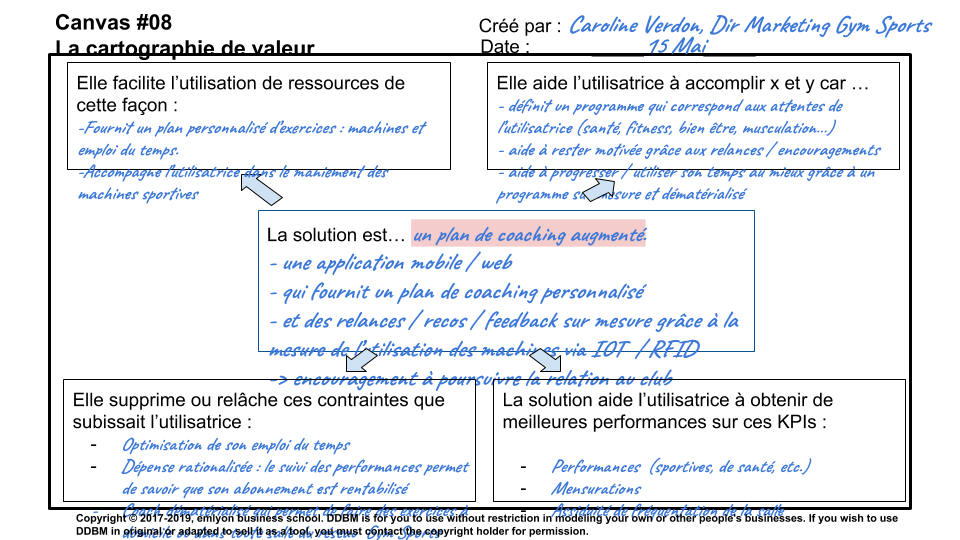 Canvas #08
La cartographie de valeur
Créé par : Caroline Verdon, Dir Marketing Gym Sports
Date : 15 Mai
Elle facilite l'utilisation de ressources de
cette façon :
-Fournit un plan personnalisé d'exercices : machines et
emploi du temps.
-Accompagne l'utilisatrice dans le maniement des
machines sportives
Elle aide l'utilisatrice à accomplir x et y car …
- définit un programme qui correspond aux attentes de
l'utilisatrice (santé, fitness, bien être, musculation...)
- aide à rester motivée grâce aux relances / encouragements
- aide à progresser / utiliser son temps au mieux grâce à un
programme sur mesure et dématérialisé
La solution est… un plan de coaching augmenté.
- une application mobile / web
- qui fournit un plan de coaching personnalisé
- et des relances / recos / feedback sur mesure grâce à la
mesure de l'utilisation des machines via IOT / RFID
-> encouragement à poursuivre la relation au club
Elle supprime ou relâche ces contraintes que
subissait l'utilisatrice :
- Optimisation de son emploi du temps
- Dépense rationalisée : le suivi des performances permet
de savoir que son abonnement est rentabilisé
- Coach dématérialisé qui permet de faire des exercices à
domicile ou dans toute salle du réseau Gym Sports
La solution aide l'utilisatrice à obtenir de
meilleures performances sur ces KPIs :
- Performances (sportives, de santé, etc.)
- Mensurations
- Assiduité de fréquentation de la salle
Copyright © 2017-2019, emlyon business school. DDBM is for you to use without restriction in modeling your own or other people's businesses. If you wish to use
DDBM in original or adapted to sell it as a tool, you must contact the copyright holder for permission.